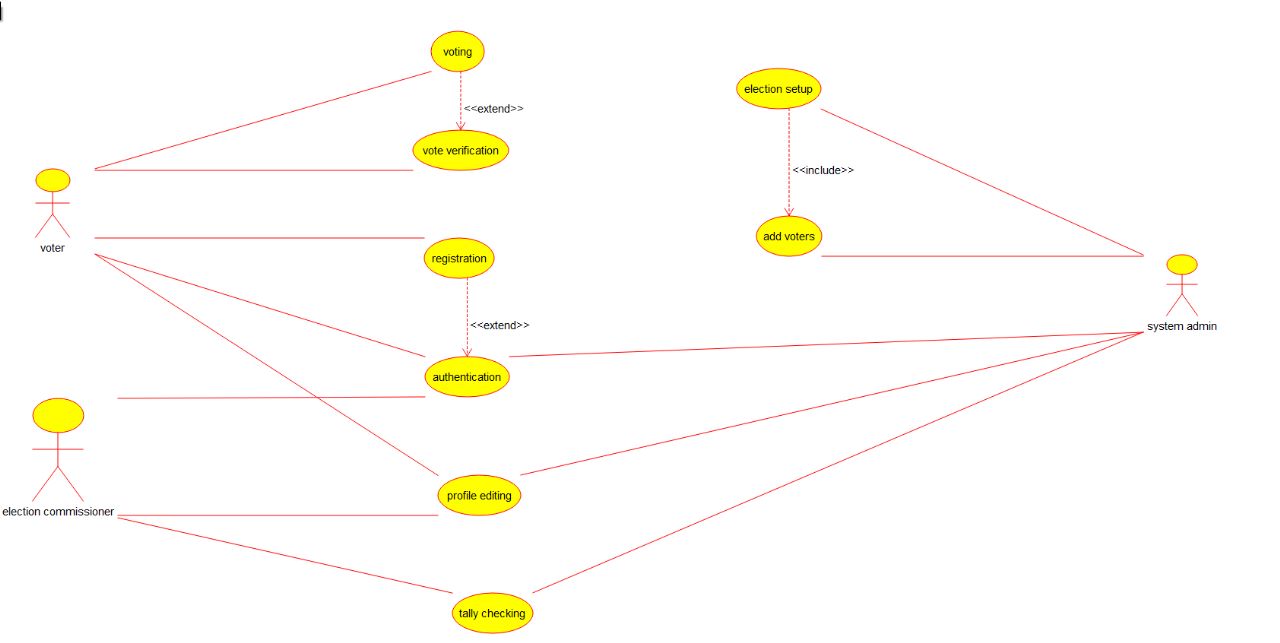 voting
<<extend>>
vote verification
election setup
<<include>>
add voters
voter
registration
<<extend>>
authentication
system admin
election commissioner
profile editing
tally checking